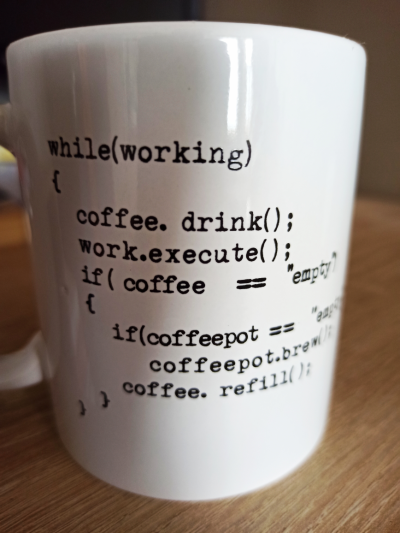 while(working)
{
coffee. drink();
work.execute();
if( coffee == "empty")
{
if(coffeepot ==
coffeepot.brew();
coffee. refill();
}
}